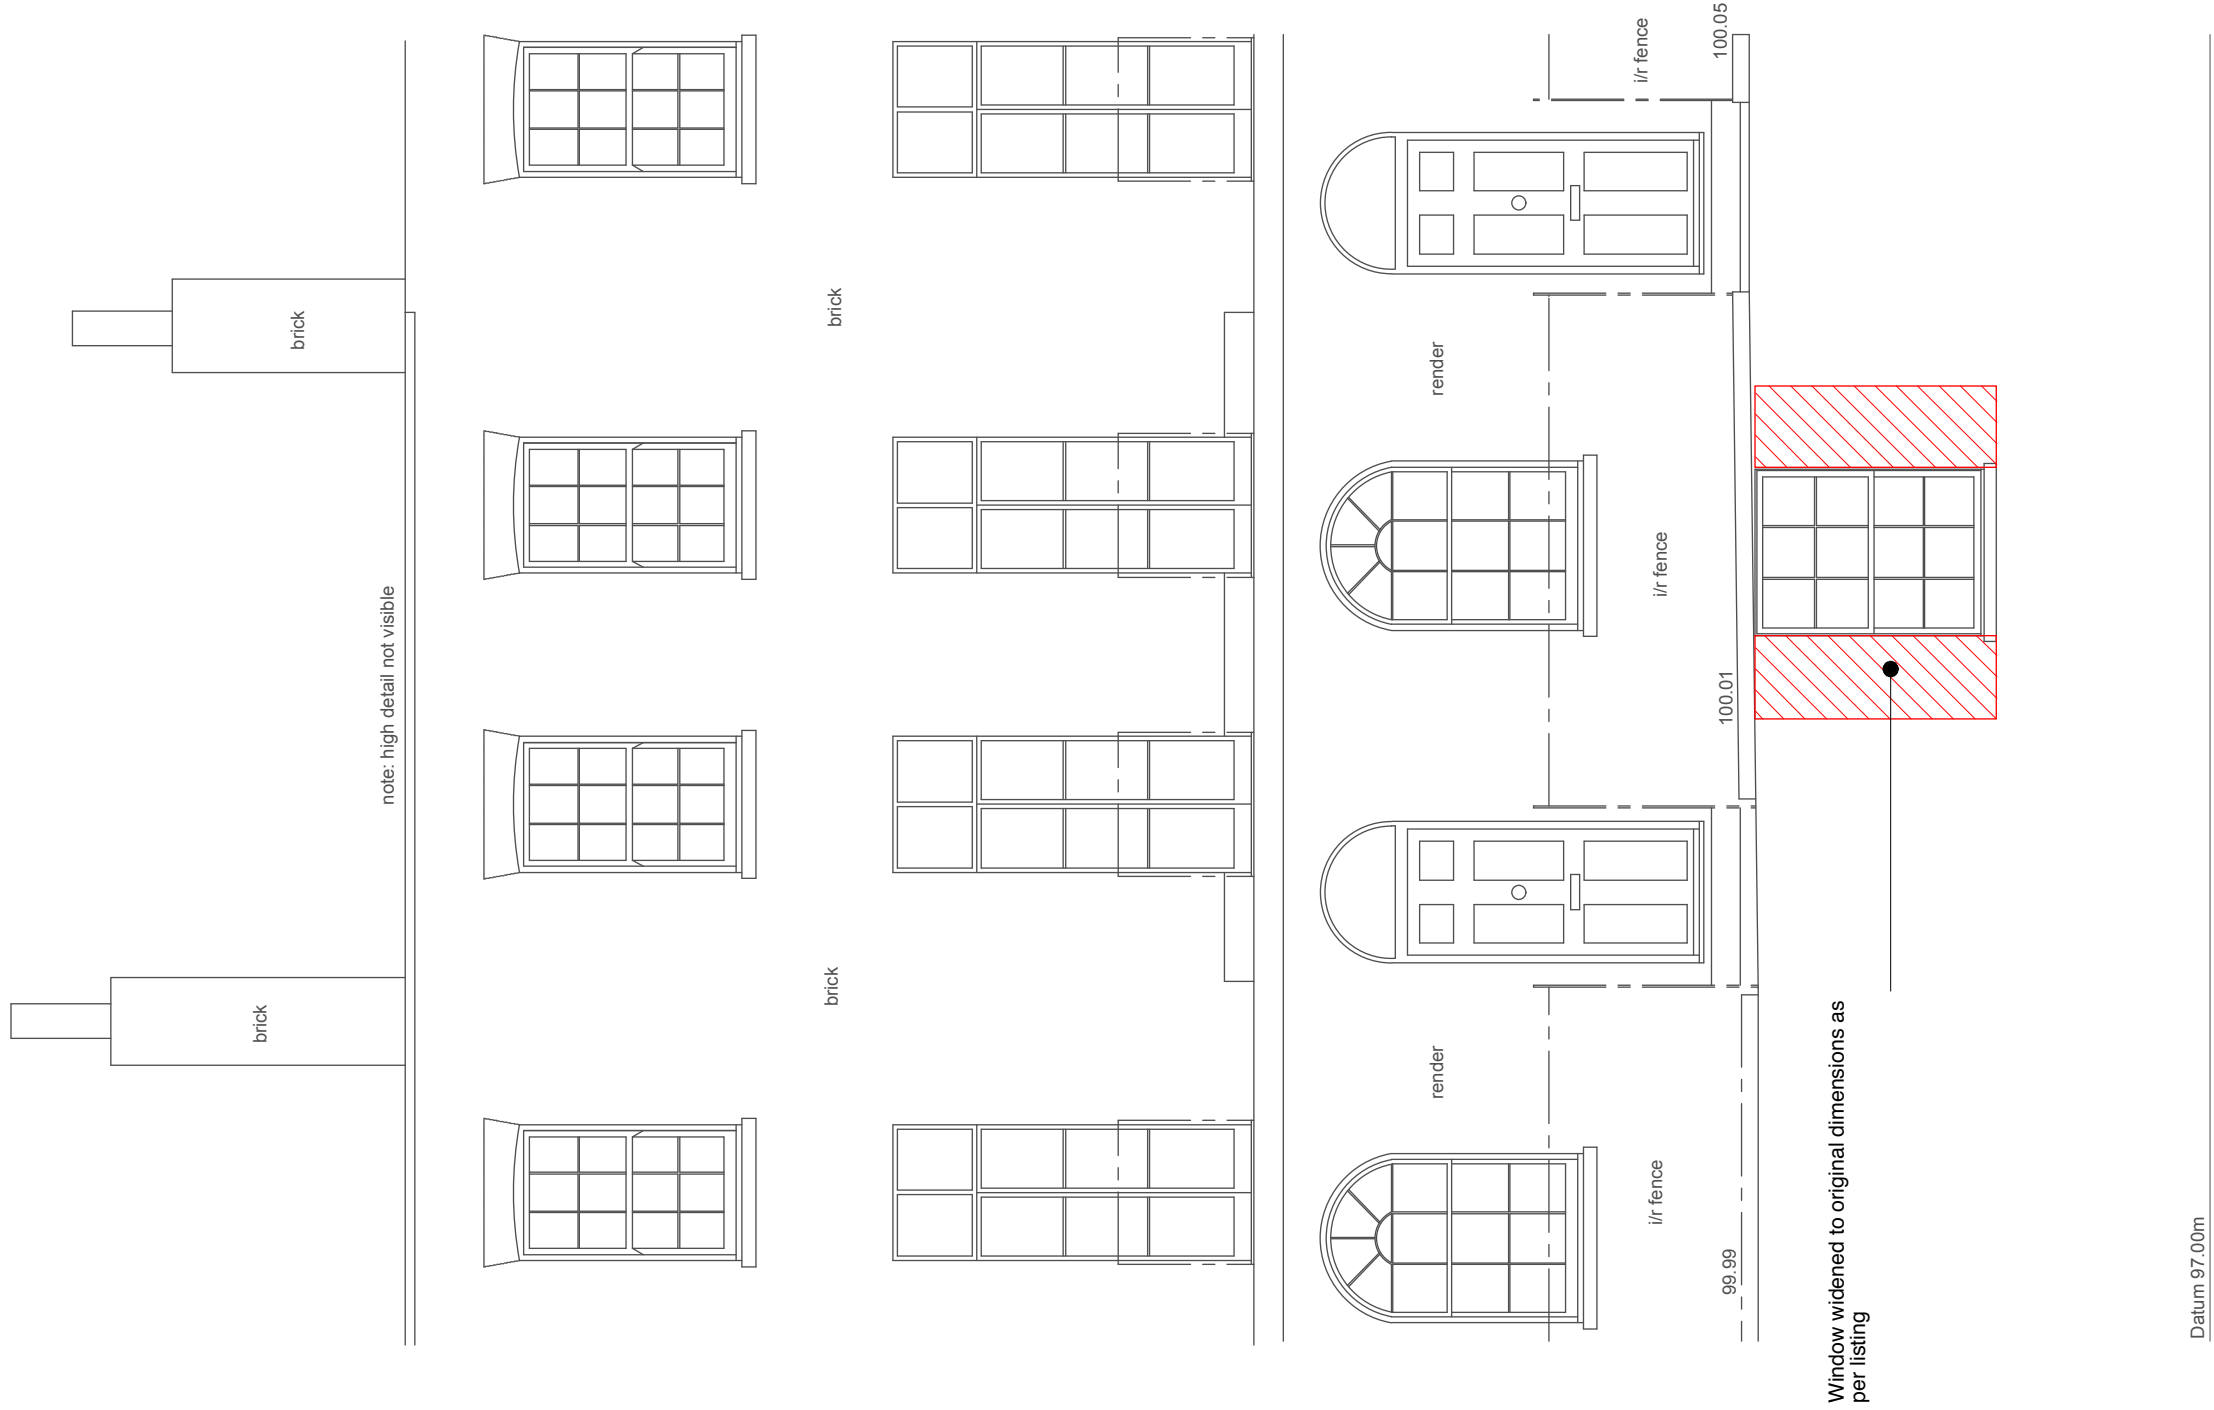 brick
brick
note: high detail not visible
brick
brick
render
render
i/r fence
i/r fence
i/r fence
99.99
100.01
100.05
Window widened to original dimensions as
per listing
Datum 97.00m